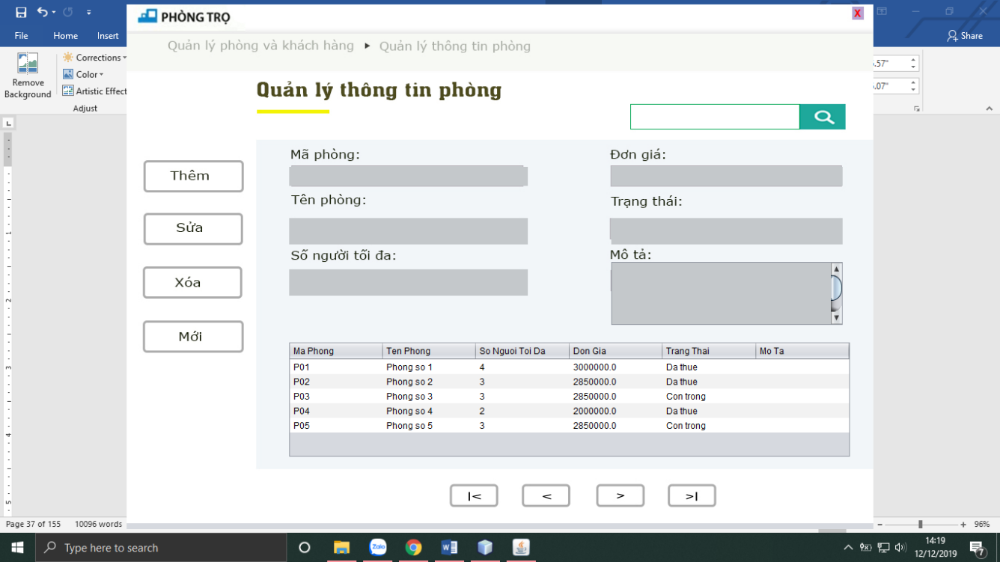 PHÒNG TRỌ
X
File Home Insert
Share
Quản lý phòng và khách hàng ▸ Quản lý thông tin phòng
Corrections
Color
Artistic Effect
Remove
Background
Adjust
.57"
.07"
Quản lý thông tin phòng
Thêm
Sửa
Xóa
Mới
Mã phòng:
Đơn giá:
Tên phòng:
Trạng thái:
Số người tối đa:
Mô tả:
Ma Phong Ten Phong So Nguoi Toi Da Don Gia Trang Thai Mo Ta
P01 Phong so 1 4 3000000.0 Da thue
P02 Phong so 2 3 2850000.0 Da thue
P03 Phong so 3 3 2850000.0 Con trong
P04 Phong so 4 2 2000000.0 Da thue
P05 Phong so 5 3 2850000.0 Con trong
|< < > >|
Page 37 of 155 10096 words
96%
Type here to search
Zalo
14:19
12/12/2019
7